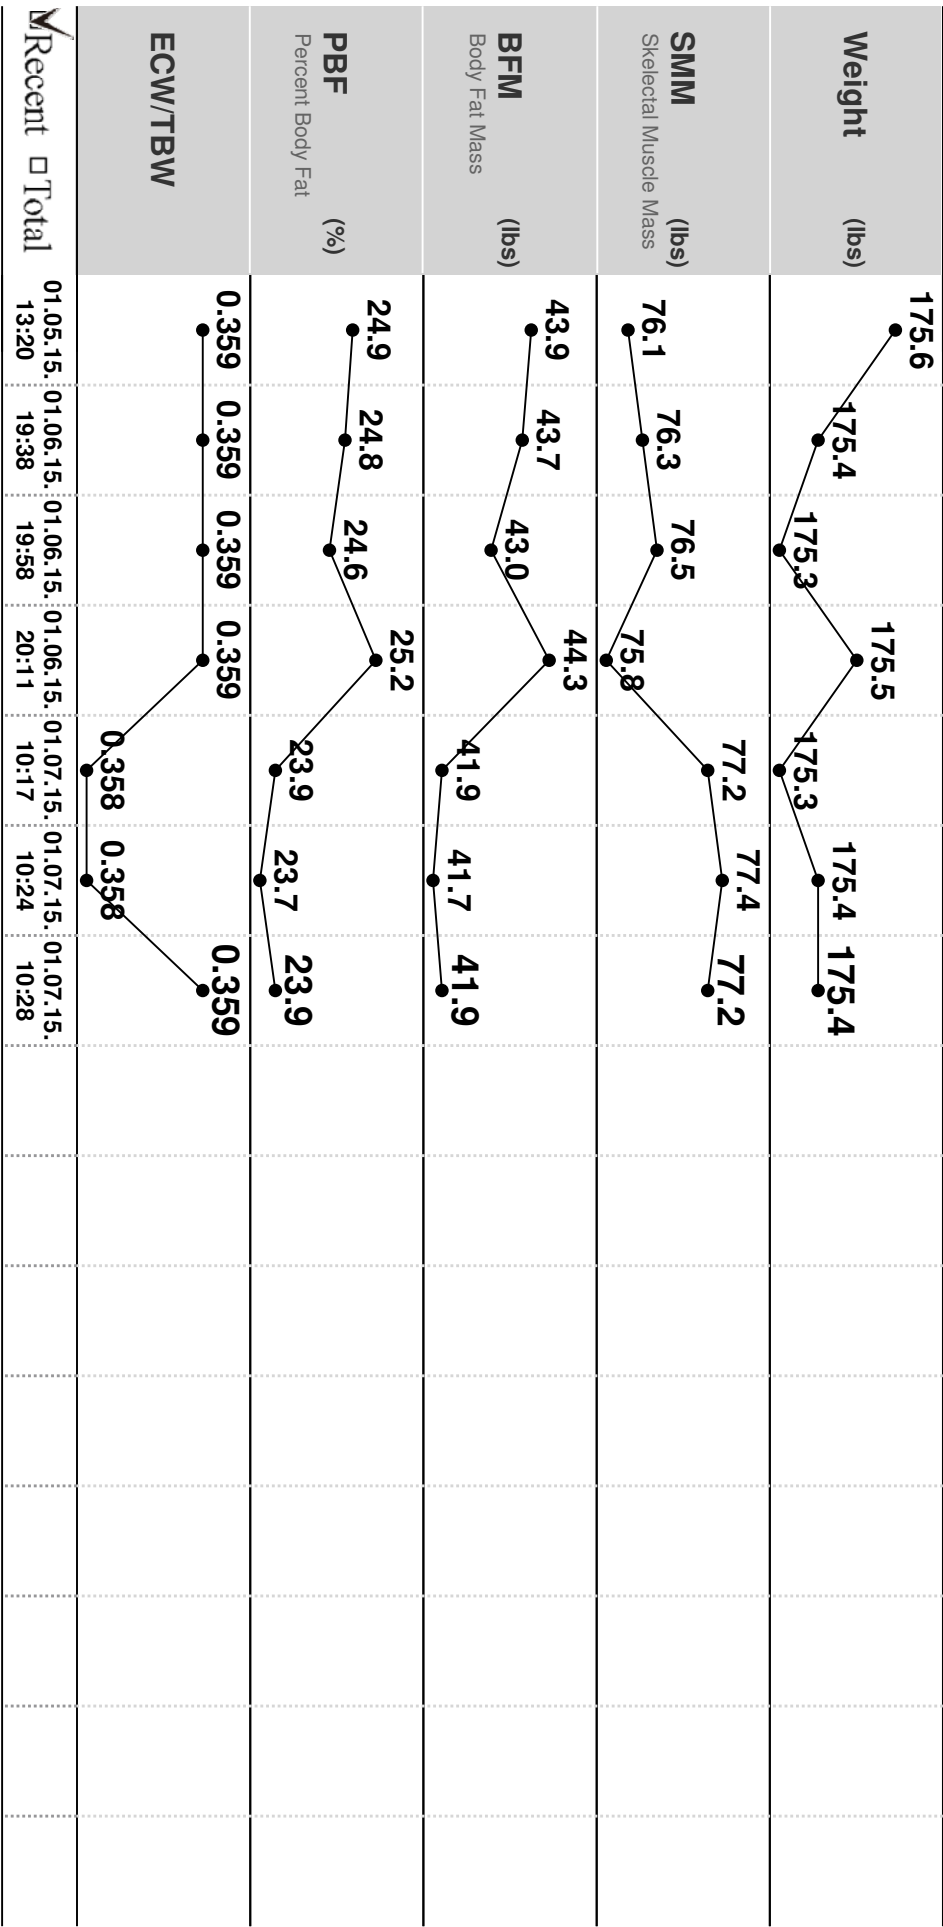 Weight (lbs)
175.6 175.4 175.3 175.5 175.3 175.4 175.4
SMM (lbs)
Skelectal Muscle Mass
76.1 76.3 76.5 75.8 77.2 77.4 77.2
BFM (lbs)
Body Fat Mass
43.9 43.7 43.0 44.3 41.9 41.7 41.9
PBF (%)
Percent Body Fat
24.9 24.8 24.6 25.2 23.9 23.7 23.9
ECW/TBW
0.359 0.359 0.359 0.359 0.358 0.358 0.359
Recent Total
01.05.15. 01.06.15. 01.06.15. 01.06.15. 01.07.15. 01.07.15. 01.07.15.
13:20 19:38 19:58 20:11 10:17 10:24 10:28